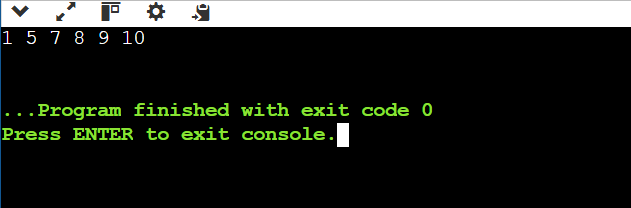 1 5 7 8 9 10
...Program finished with exit code 0
Press ENTER to exit console.